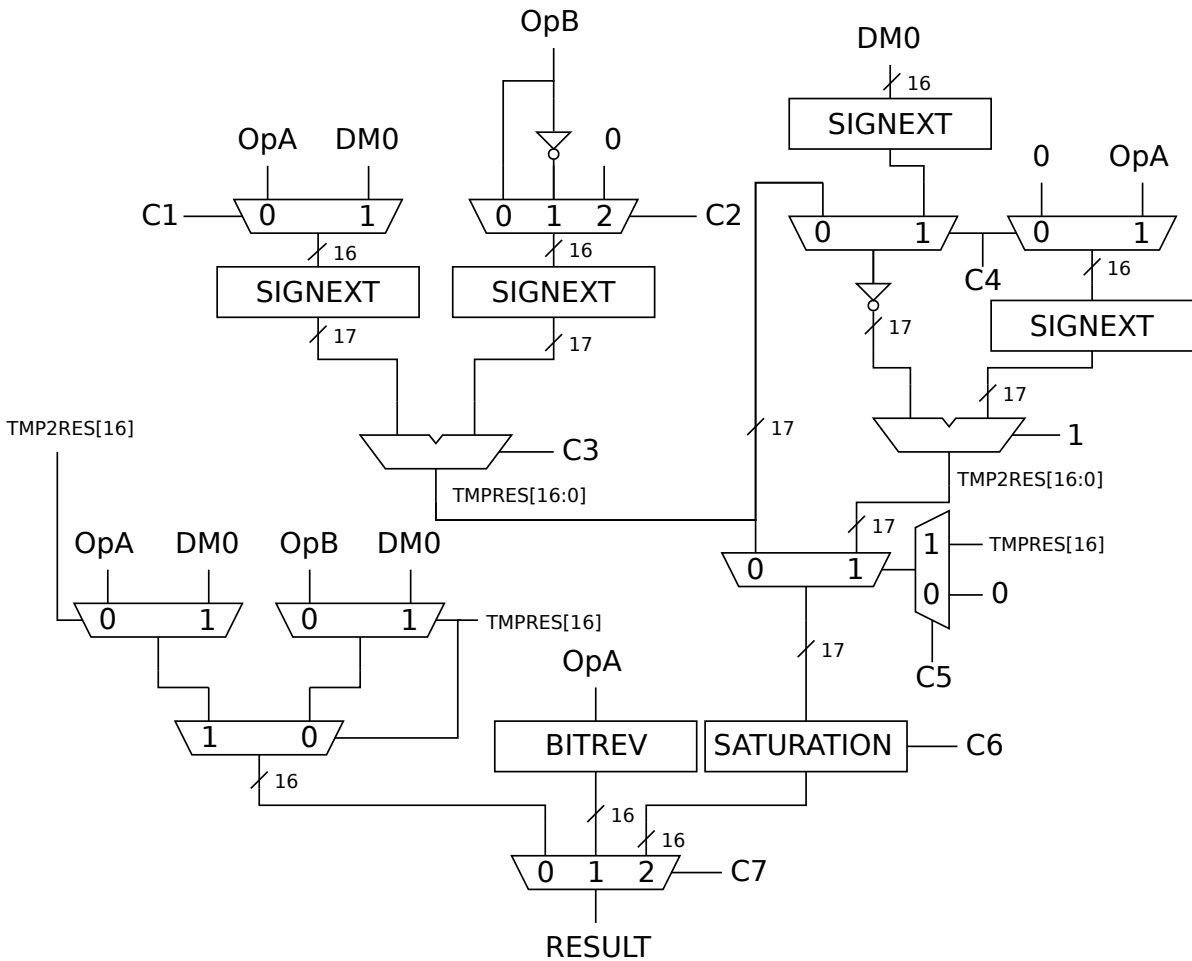 OpB
DM0
16
SIGNEXT
OpA DM0 0
0 OpA
C1 0 1
0 1 2 C2
0 1
0 1
C4
16
16
16
SIGNEXT
SIGNEXT
SIGNEXT
17
17
17
17
TMP2RES[16]
17
C3
1
TMPRES[16:0]
TMP2RES[16:0]
17
OpA DM0 OpB DM0
1 TMPRES[16]
0 1
0 0
0 1
0 1
TMPRES[16]
17
OpA
C5
1 0
BITREV
SATURATION
C6
16
16
16
0 1 2 C7
RESULT